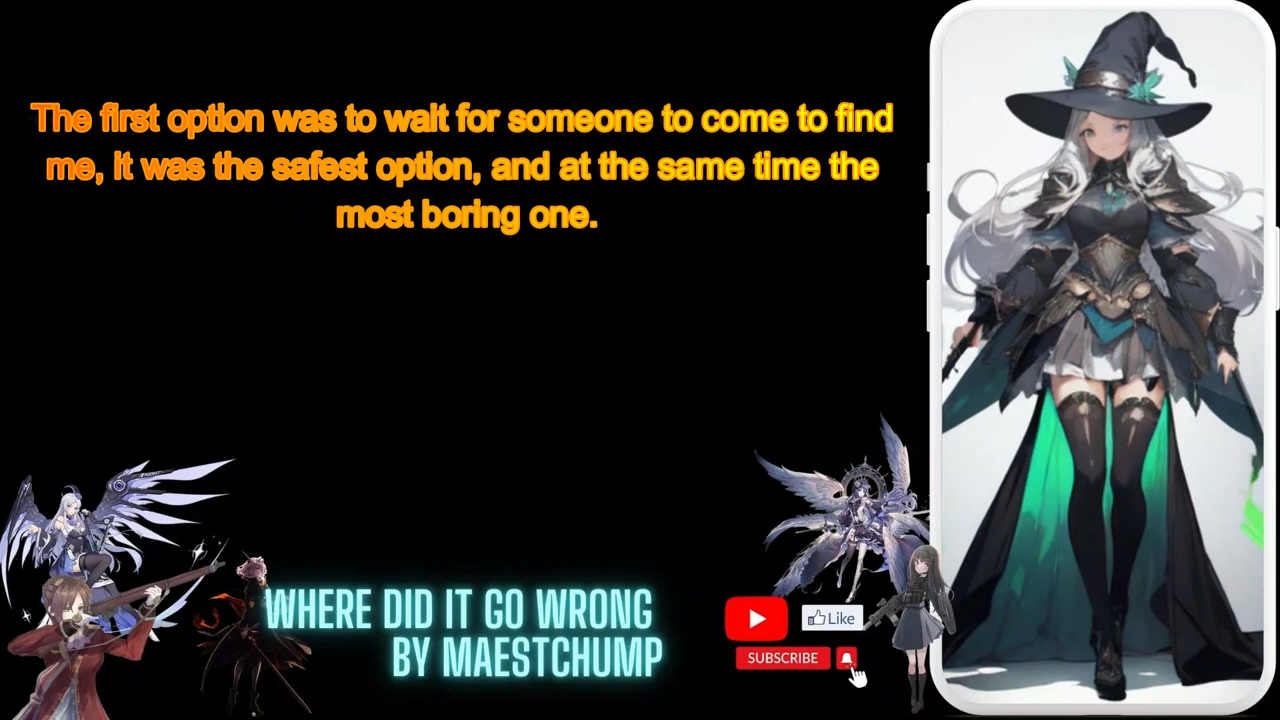 The first option was to wait for someone to come to find
me, it was the safest option, and at the same time the
most boring one.
WHERE DID IT GO WRONG
BY MAESTCHUMP
Like
SUBSCRIBE